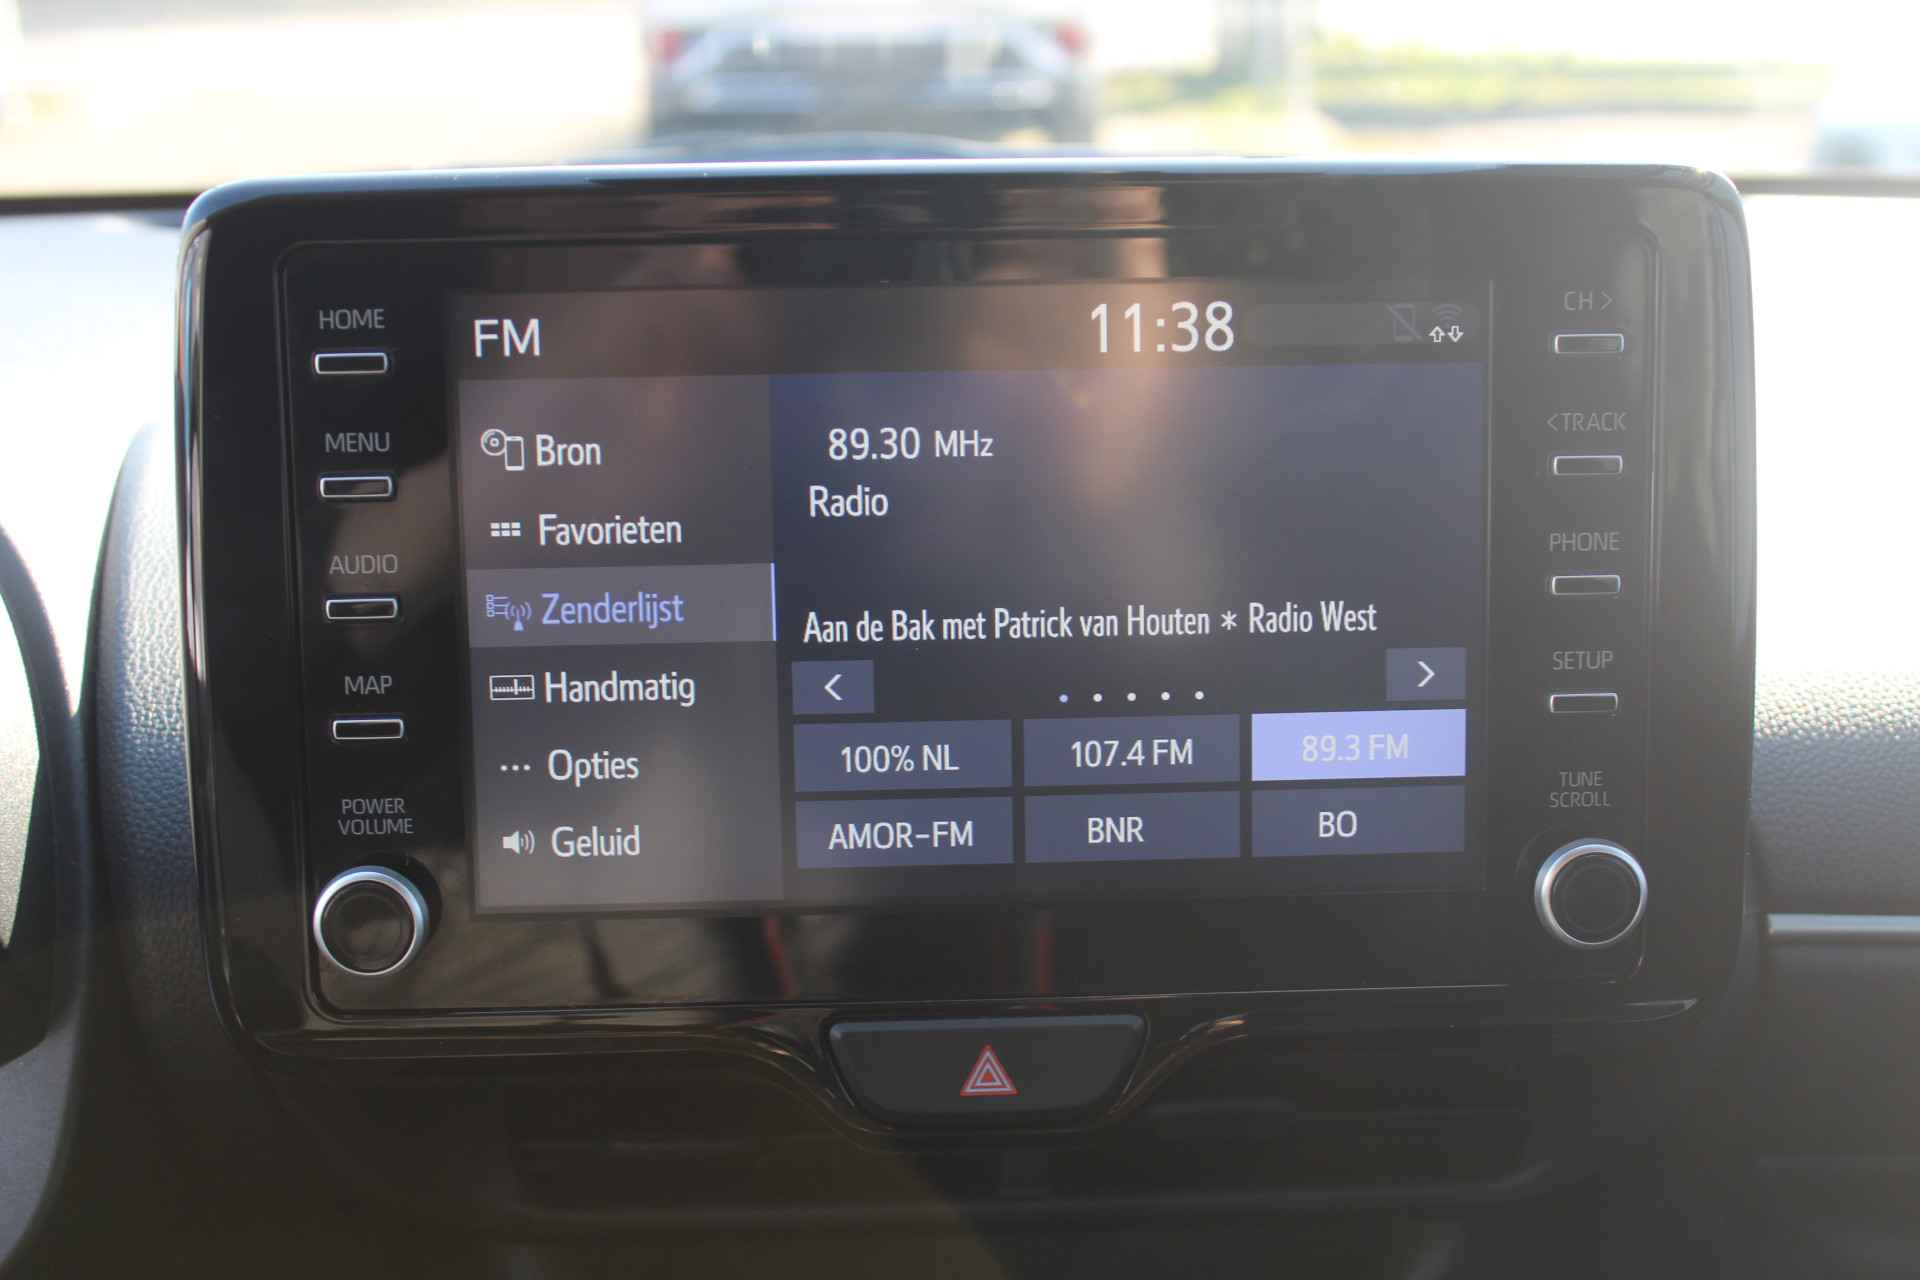 HOME
MENU
AUDIO
MAP
POWER
VOLUME
FM
11:38
Bron
Favorieten
Zenderlijst
Handmatig
Opties
Geluid
89.30 MHz
Radio
Aan de Bak met Patrick van Houten * Radio West
<
>
100% NL
107.4 FM
89.3 FM
AMOR-FM
BNR
BO
CH >
<TRACK
PHONE
SETUP
TUNE
SCROLL